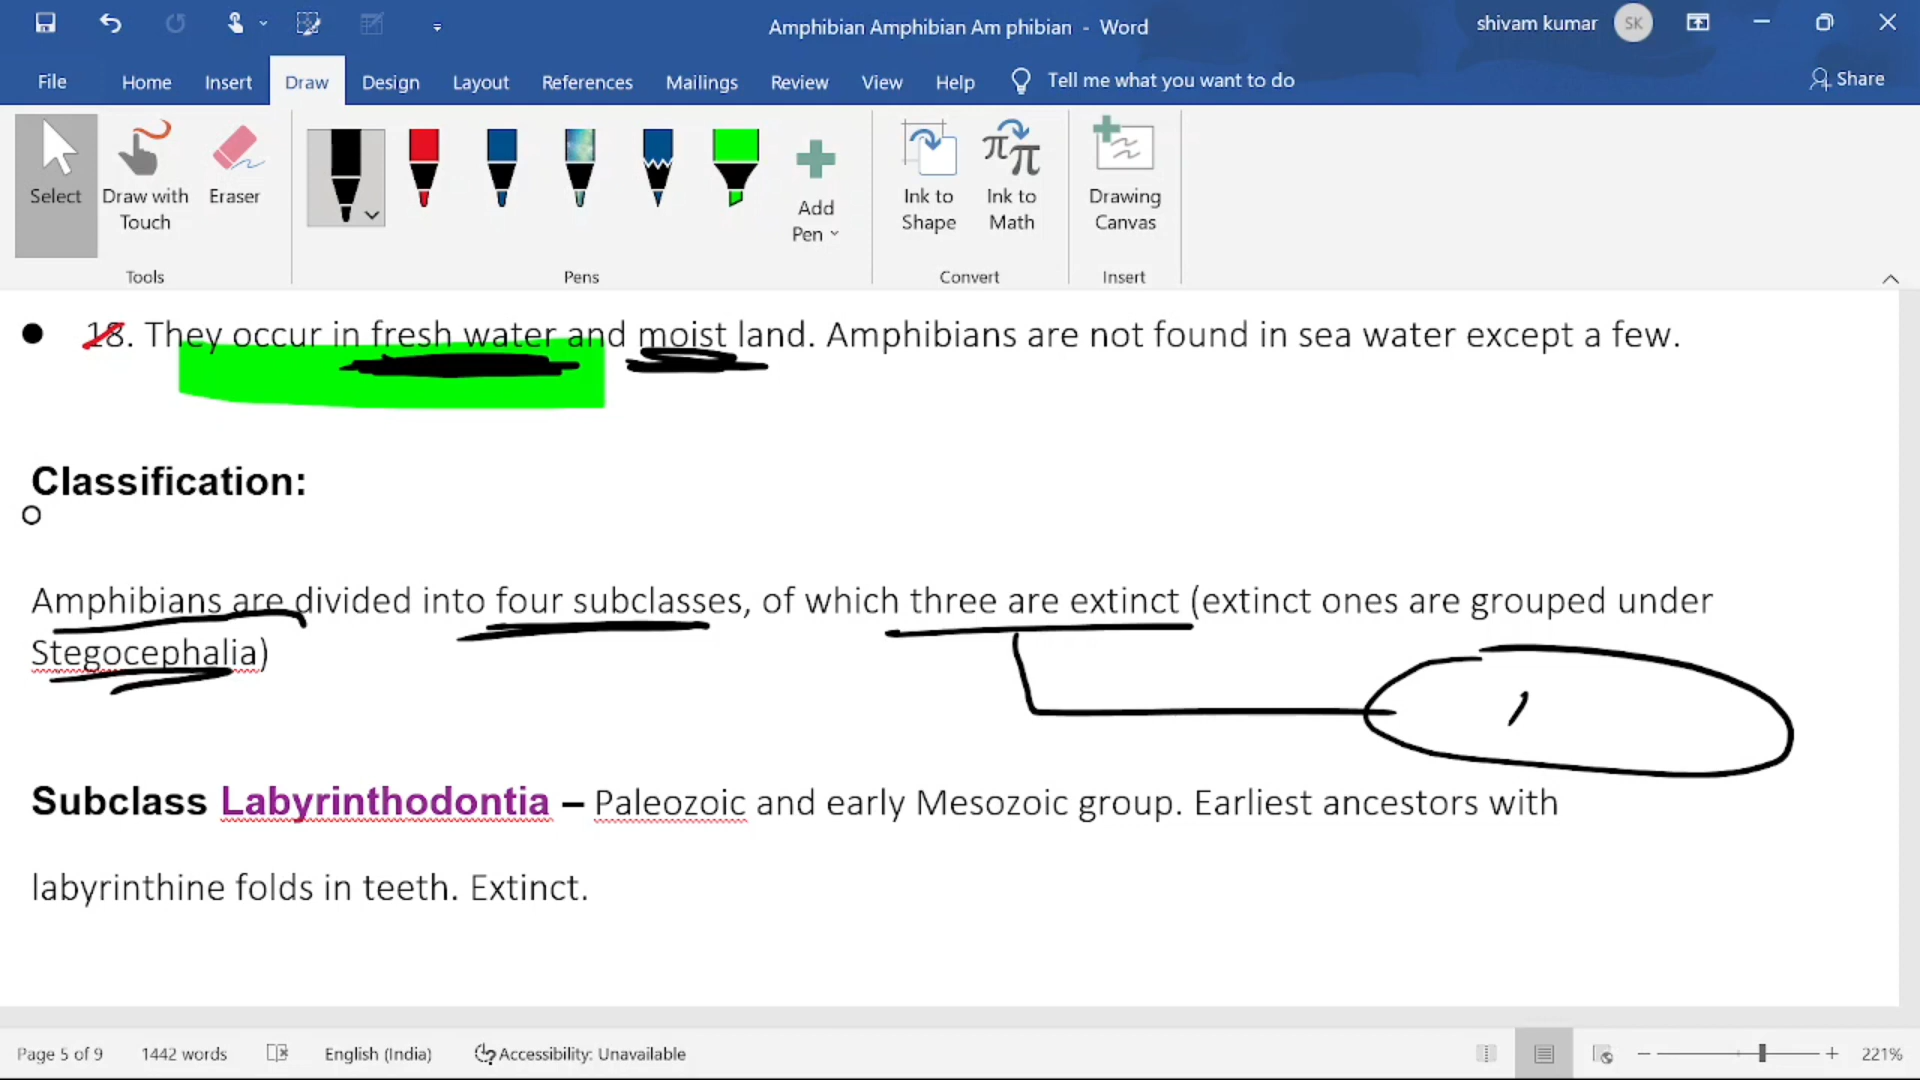 Amphibian Amphibian Am phibian - Word
shivam kumar SK
File Home Insert Draw Design Layout References Mailings Review View Help Tell me what you want to do Share
Select Draw with Touch Eraser Add Pen Ink to Shape Ink to Math Drawing Canvas
Tools Pens Convert Insert
18. They occur in fresh water and moist land. Amphibians are not found in sea water except a few.
Classification:
Amphibians are divided into four subclasses, of which three are extinct (extinct ones are grouped under
Stegocephalia)
Subclass Labyrinthodontia – Paleozoic and early Mesozoic group. Earliest ancestors with
labyrinthine folds in teeth. Extinct.
Page 5 of 9 1442 words English (India) Accessibility: Unavailable 221%